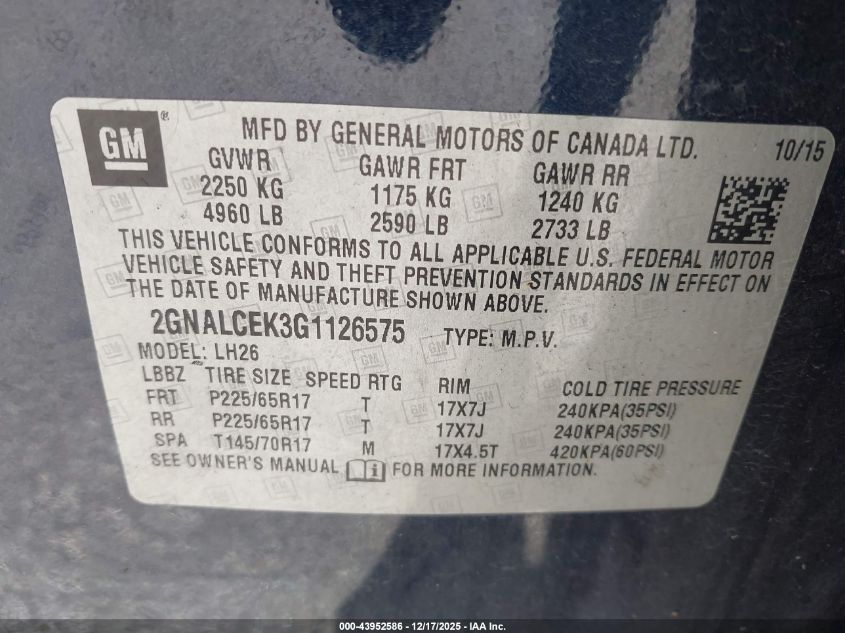 GM ® MFD BY GENERAL MOTORS OF CANADA LTD. 10/15
GVWR GAWR FRT GAWR RR
2250 KG 1175 KG 1240 KG
4960 LB 2590 LB 2733 LB
THIS VEHICLE CONFORMS TO ALL APPLICABLE U.S. FEDERAL MOTOR
VEHICLE SAFETY AND THEFT PREVENTION STANDARDS IN EFFECT ON
THE DATE OF MANUFACTURE SHOWN ABOVE.
2GNALCEK3G1126575 TYPE: M.P.V.
MODEL: LH26
LBBZ TIRE SIZE SPEED RTG RIM COLD TIRE PRESSURE
FRT P225/65R17 T 17X7J 240KPA(35PSI)
RR P225/65R17 T 17X7J 240KPA(35PSI)
SPA T145/70R17 M 17X4.5T 420KPA(60PSI)
SEE OWNER'S MANUAL FOR MORE INFORMATION.
000-43952586 – 12/17/2025 – IAA Inc.